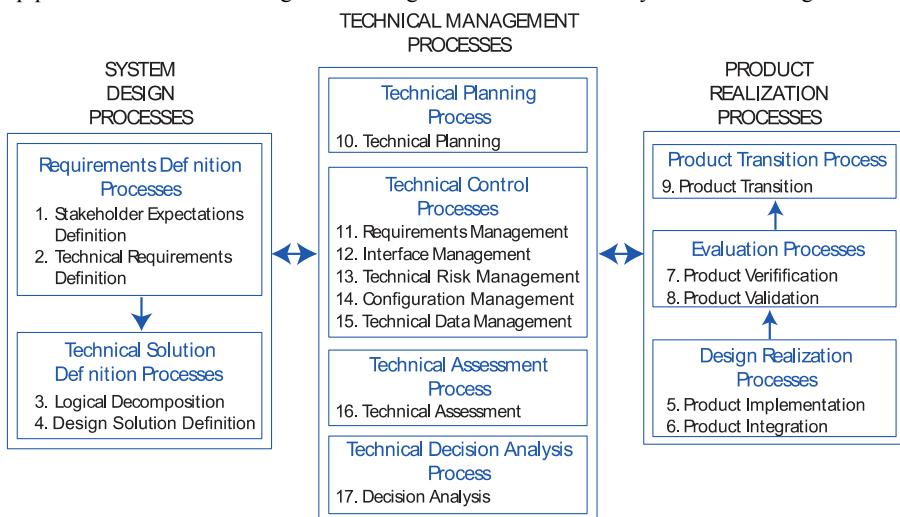 TECHNICAL MANAGEMENT
PROCESSES
SYSTEM
DESIGN
PROCESSES
Requirements Def nition
Processes
1. Stakeholder Expectations
Definition
2. Technical Requirements
Definition
Technical Solution
Def nition Processes
3. Logical Decomposition
4. Design Solution Definition
Technical Planning
Process
10. Technical Planning
Technical Control
Processes
11. Requirements Management
12. Interface Management
13. Technical Risk Management
14. Configuration Management
15. Technical Data Management
Technical Assessment
Process
16. Technical Assessment
Technical Decision Analysis
Process
17. Decision Analysis
PRODUCT
REALIZATION
PROCESSES
Product Transition Process
9. Product Transition
Evaluation Processes
7. Product Verifification
8. Product Validation
Design Realization
Processes
5. Product Implementation
6. Product Integration